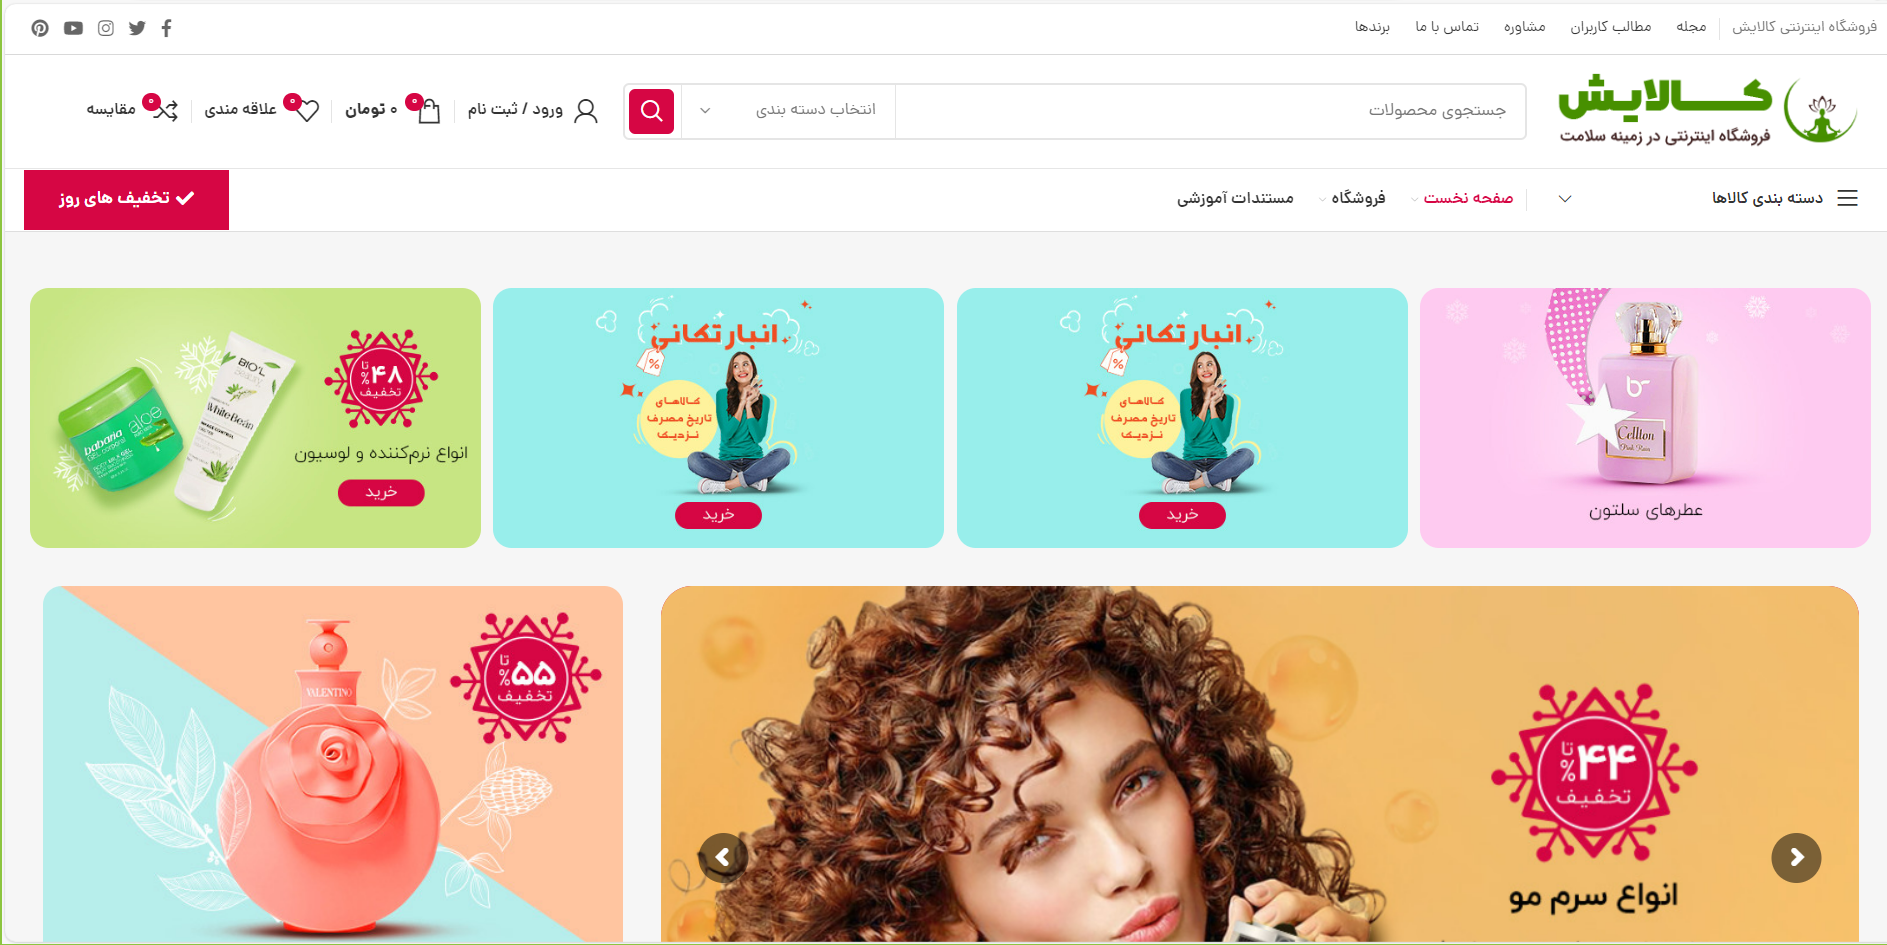 فروشگاه اینترنتی کالایش
مجله
مطالب کاربران
مشاوره
تماس با ما
برندها
کالایش
فروشگاه اینترنتی در زمینه سلامت
جستجوی محصولات
انتخاب دسته بندی
ورود / ثبت نام
۰
۰ تومان
۰
علاقه مندی
۰
مقایسه
دسته بندی کالاها
صفحه نخست
فروشگاه
مستندات آموزشی
تخفیف های روز
Cellton
Pink Rain
عطرهای سلتون
انبارتکانی
%
کالاهای
تاریخ مصرف
نزدیک
خرید
انبارتکانی
%
کالاهای
تاریخ مصرف
نزدیک
خرید
تا
۴۸%
تخفیف
BIO'L
White Bean
babaria
aloe
انواع نرم‌کننده و لوسیون
خرید
تا
۴۴%
تخفیف
انواع سرم مو
تا
۵۵%
تخفیف
VALENTINO